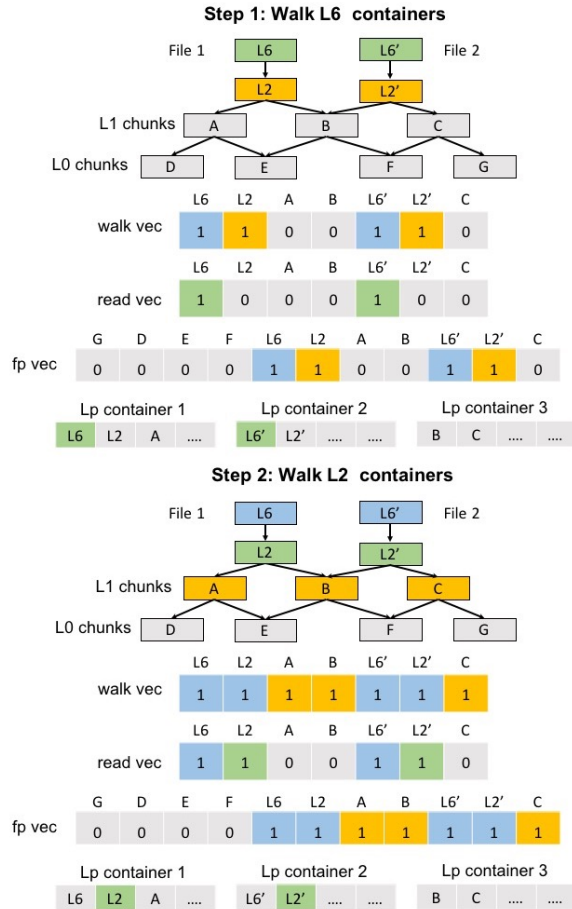 Step 1: Walk L6 containers
File 1 L6 L6’ File 2
L2 L2’
L1 chunks A B C
L0 chunks D E F G
L6 L2 A B L6’ L2’ C
walk vec 1 1 0 0 1 1 0
L6 L2 A B L6’ L2’ C
read vec 1 0 0 0 1 0 0
G D E F L6 L2 A B L6’ L2’ C
fp vec 0 0 0 0 1 1 0 0 1 1 0
Lp container 1 Lp container 2 Lp container 3
L6 L2 A .... L6’ L2’ .... .... B C .... ....
Step 2: Walk L2 containers
File 1 L6 L6’ File 2
L2 L2’
L1 chunks A B C
L0 chunks D E F G
L6 L2 A B L6’ L2’ C
walk vec 1 1 1 1 1 1 1
L6 L2 A B L6’ L2’ C
read vec 1 1 0 0 1 1 0
G D E F L6 L2 A B L6’ L2’ C
fp vec 0 0 0 0 1 1 1 1 1 1 1
Lp container 1 Lp container 2 Lp container 3
L6 L2 A .... L6’ L2’ .... .... B C .... ....